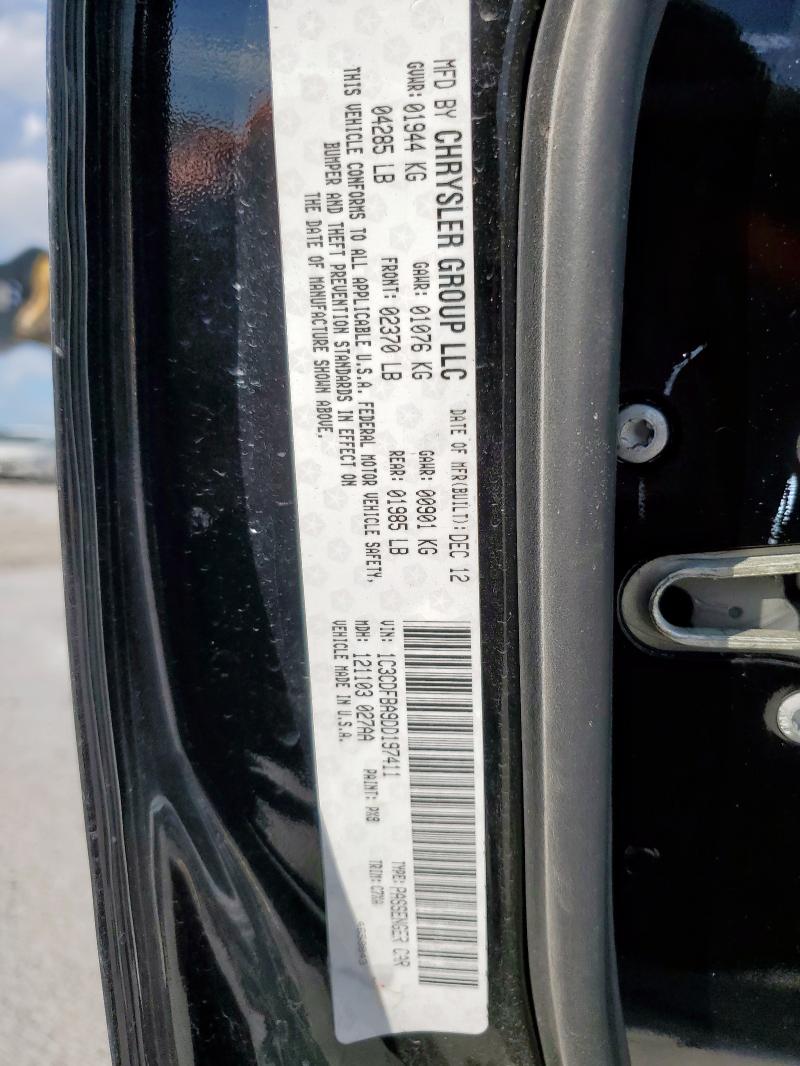 MFD BY CHRYSLER GROUP LLC DATE OF MFR(BUILT): DEC 12
GVWR: 01944 KG GAWR: 01076 KG GAWR: 00901 KG
04285 LB FRONT: 02370 LB REAR: 01985 LB
THIS VEHICLE CONFORMS TO ALL APPLICABLE U.S.A. FEDERAL MOTOR VEHICLE SAFETY,
BUMPER AND THEFT PREVENTION STANDARDS IN EFFECT ON
THE DATE OF MANUFACTURE SHOWN ABOVE.
VIN: 1C3CDFBA9DD197411 TYPE: PASSENGER CAR
MDH: 121103 027AA PAINT: PX8 TRIM: C7XA
VEHICLE MADE IN U.S.A.